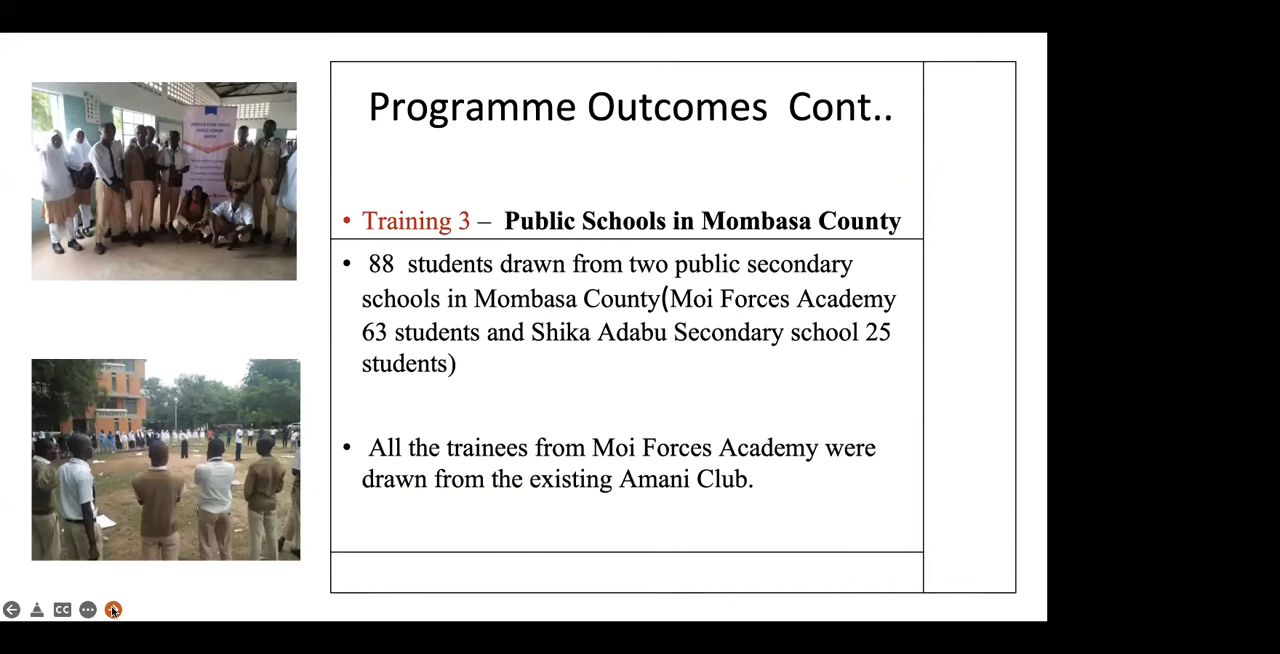 Programme Outcomes Cont..
• Training 3 – Public Schools in Mombasa County
• 88 students drawn from two public secondary
schools in Mombasa County(Moi Forces Academy
63 students and Shika Adabu Secondary school 25
students)
• All the trainees from Moi Forces Academy were
drawn from the existing Amani Club.
CC